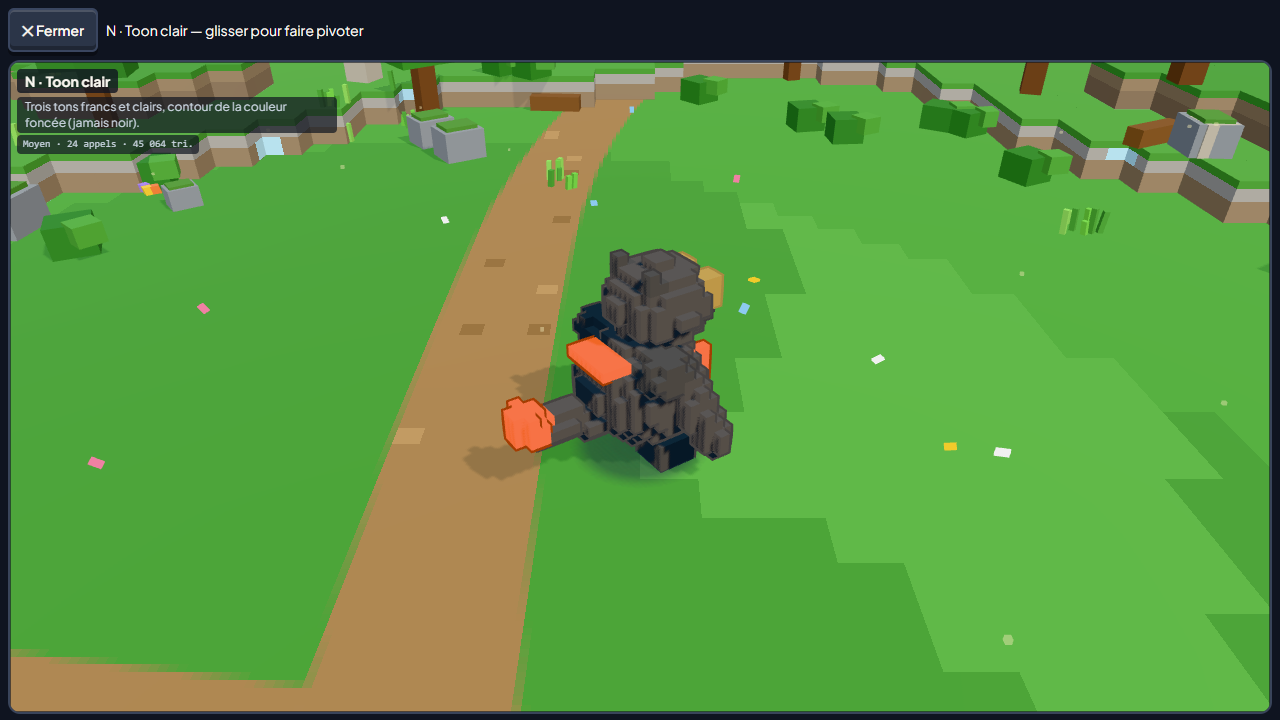 ✕Fermer
N · Toon clair — glisser pour faire pivoter
N · Toon clair
Trois tons francs et clairs, contour de la couleur
foncée (jamais noir).
Moyen · 24 appels · 45 064 tri.